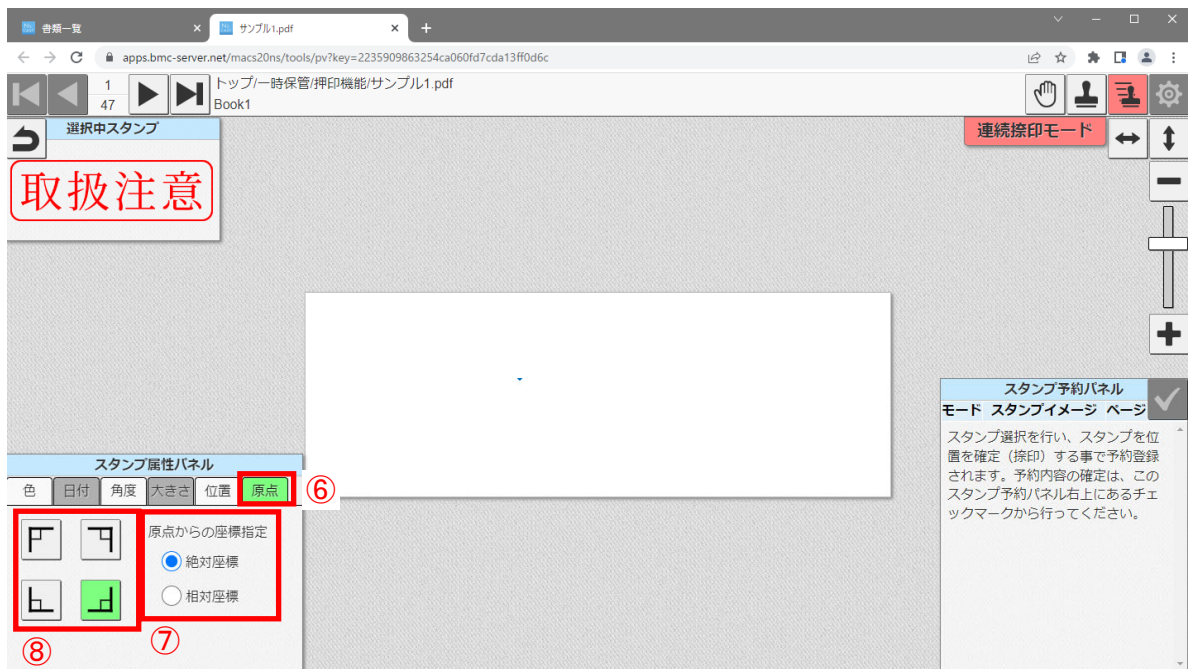 書類一覧
サンプル1.pdf
apps.bmc-server.net/macs20ns/tools/pv?key=2235909863254ca060fd7cda13ff0d6c
1
47
トップ/一時保管/押印機能/サンプル1.pdf
Book1
選択中スタンプ
連続捺印モード
取扱注意
スタンプ予約パネル
モード スタンプイメージ ページ
スタンプ選択を行い、スタンプを位
置を確定（捺印）する事で予約登録
されます。予約内容の確定は、この
スタンプ予約パネル右上にあるチェ
ックマークから行ってください。
スタンプ属性パネル
色 日付 角度 大きさ 位置 原点
⑥
原点からの座標指定
絶対座標
相対座標
⑦
⑧